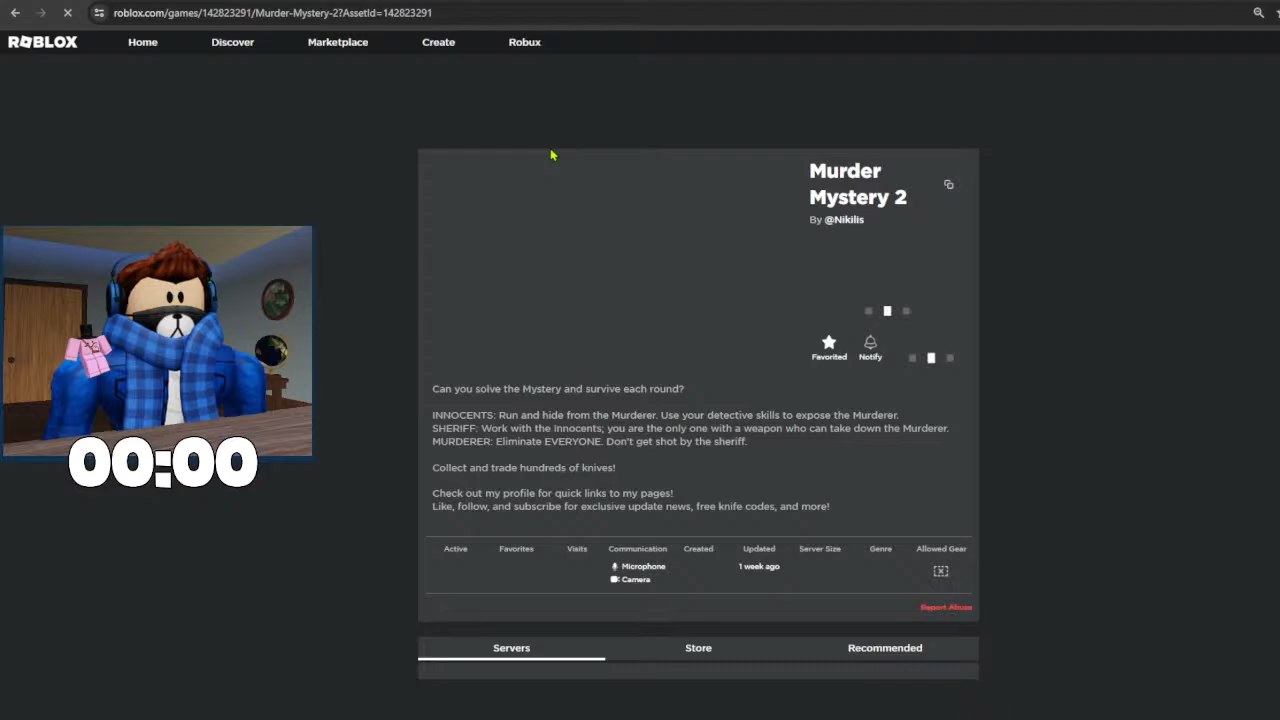 roblox.com/games/142823291/Murder-Mystery-2?AssetId=142823291
ROBLOX Home Discover Marketplace Create Robux
Murder
Mystery 2
By @Nikilis
Favorited Notify
Can you solve the Mystery and survive each round?
INNOCENTS: Run and hide from the Murderer. Use your detective skills to expose the Murderer.
SHERIFF: Work with the Innocents; you are the only one with a weapon who can take down the Murderer.
MURDERER: Eliminate EVERYONE. Don't get shot by the sheriff.
Collect and trade hundreds of knives!
Check out my profile for quick links to my pages!
Like, follow, and subscribe for exclusive update news, free knife codes, and more!
00:00
Active Favorites Visits Communication Created Updated Server Size Genre Allowed Gear
Microphone 1 week ago
Camera
Report Abuse
Servers Store Recommended